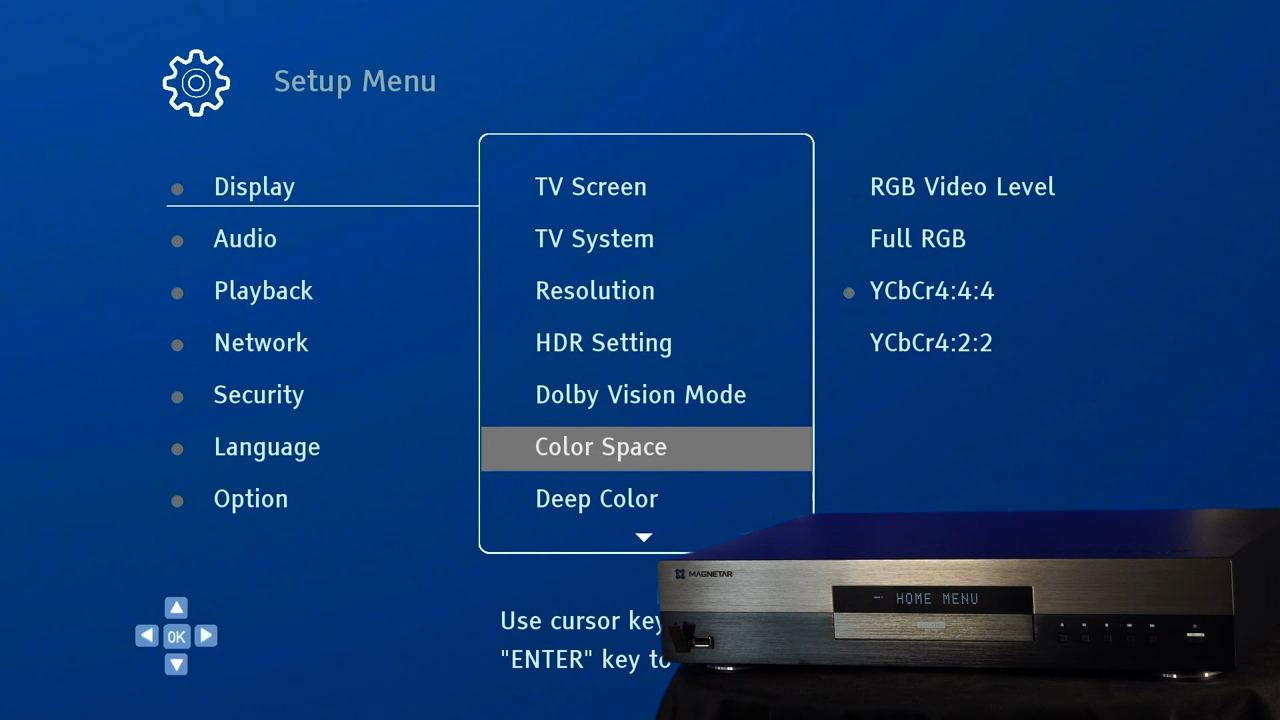 Setup Menu
Display
Audio
Playback
Network
Security
Language
Option
TV Screen
TV System
Resolution
HDR Setting
Dolby Vision Mode
Color Space
Deep Color
RGB Video Level
Full RGB
YCbCr4:4:4
YCbCr4:2:2
OK
Use cursor key
"ENTER" key to
MAGNETAR
HOME MENU